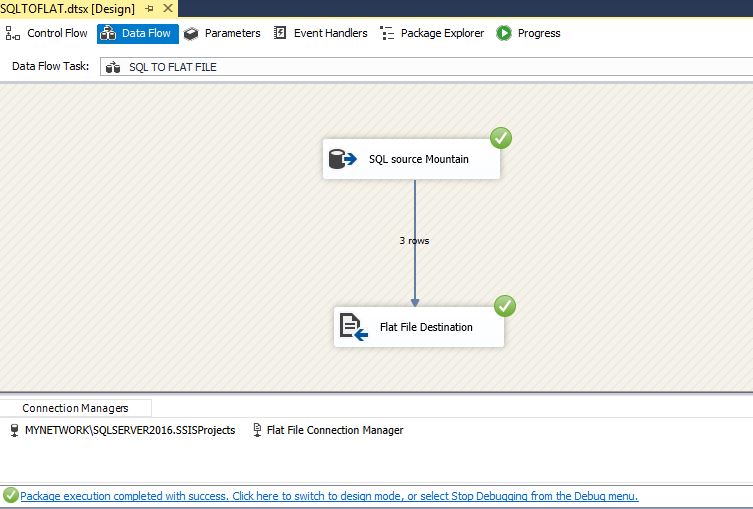 SQLTOFLAT.dtsx [Design]
Control Flow Data Flow Parameters Event Handlers Package Explorer Progress
Data Flow Task: SQL TO FLAT FILE
SQL source Mountain
3 rows
Flat File Destination
Connection Managers
MYNETWORK\SQLSERVER2016.SSISProjects Flat File Connection Manager
Package execution completed with success. Click here to switch to design mode, or select Stop Debugging from the Debug menu.